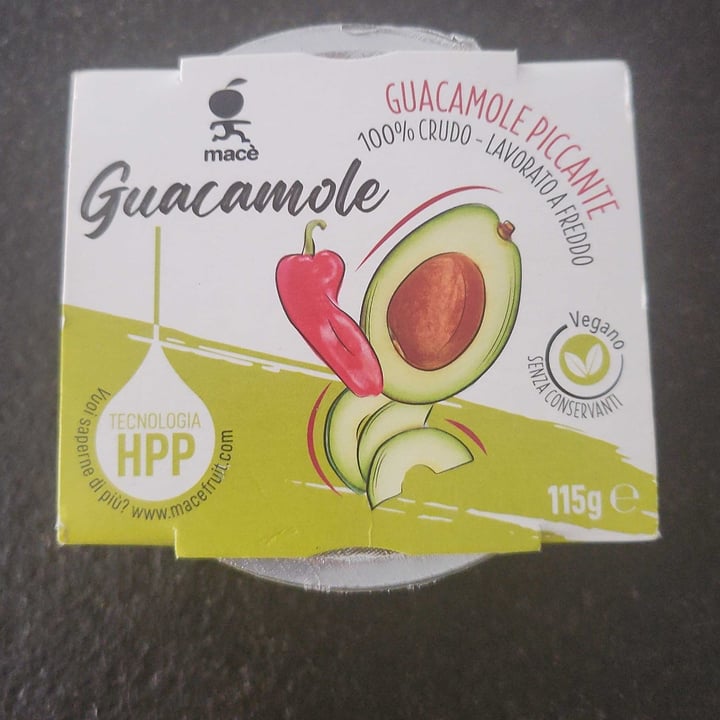 macè
Guacamole
GUACAMOLE PICCANTE
100% CRUDO - LAVORATO A FREDDO
Vegano
SENZA CONSERVANTI
TECNOLOGIA
HPP
Vuoi saperne di più? www.macefruit.com
115g ℮